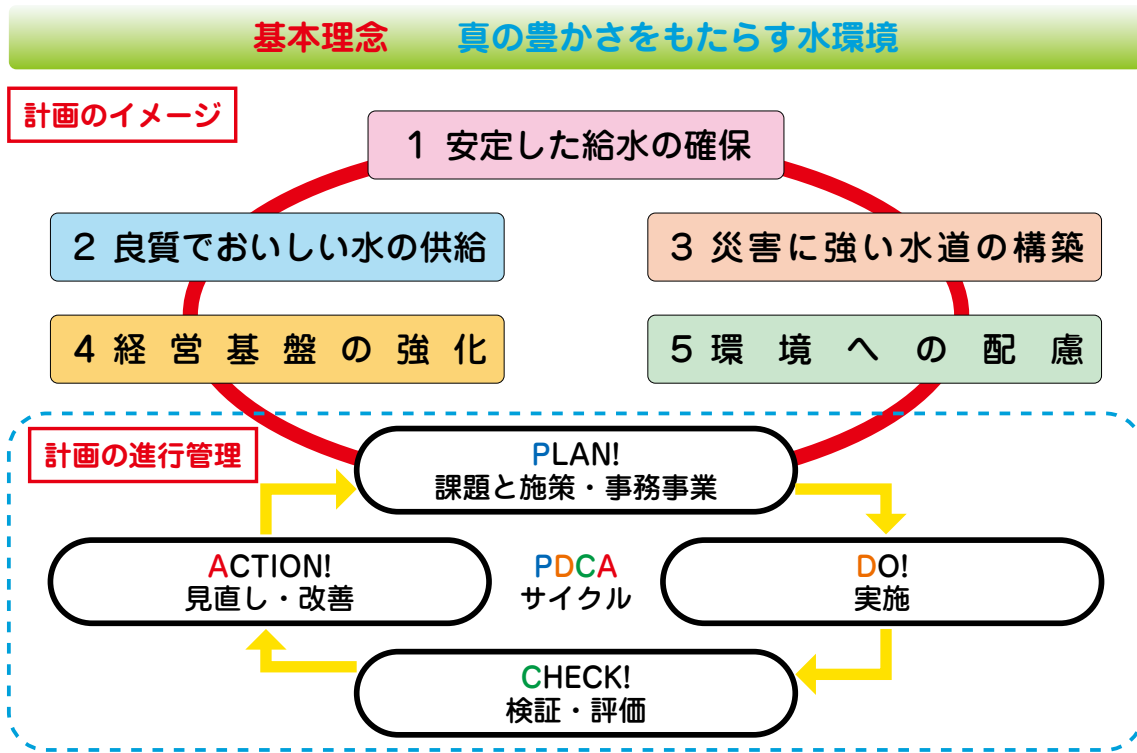 基本理念　真の豊かさをもたらす水環境
計画のイメージ
1 安定した給水の確保
2 良質でおいしい水の供給
3 災害に強い水道の構築
4 経営基盤の強化
5 環境への配慮
計画の進行管理
PLAN!
課題と施策・事務事業
ACTION!
見直し・改善
PDCA
サイクル
DO!
実施
CHECK!
検証・評価